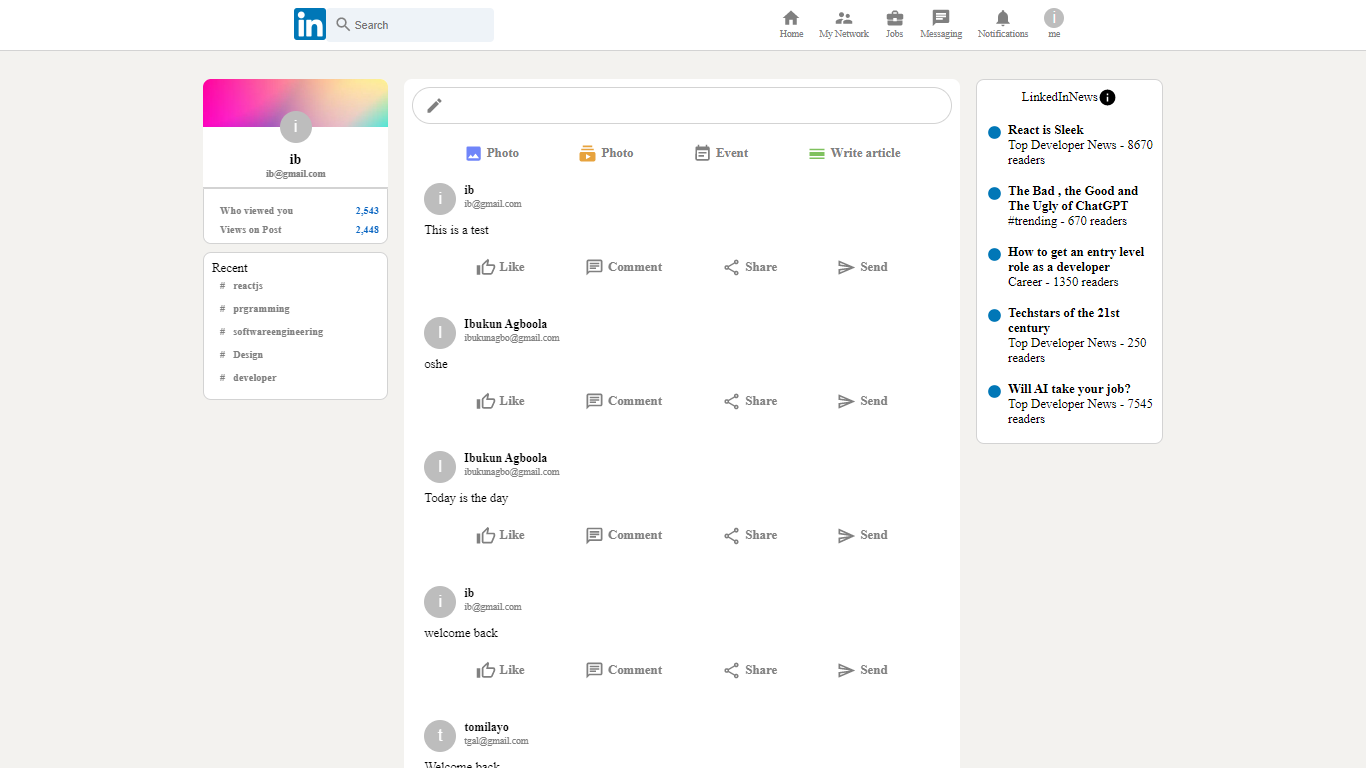 in
Search
Home
My Network
Jobs
Messaging
Notifications
i
me
i
ib
ib@gmail.com
Who viewed you 2,543
Views on Post 2,448
Recent
# reactjs
# prgramming
# softwareengineering
# Design
# developer
Photo
Photo
Event
Write article
i
ib
ib@gmail.com
This is a test
Like Comment Share Send
I
Ibukun Agboola
ibukunagbo@gmail.com
oshe
Like Comment Share Send
I
Ibukun Agboola
ibukunagbo@gmail.com
Today is the day
Like Comment Share Send
i
ib
ib@gmail.com
welcome back
Like Comment Share Send
t
tomilayo
tgal@gmail.com
Welcome back
LinkedInNews
React is Sleek
Top Developer News - 8670
readers
The Bad , the Good and
The Ugly of ChatGPT
#trending - 670 readers
How to get an entry level
role as a developer
Career - 1350 readers
Techstars of the 21st
century
Top Developer News - 250
readers
Will AI take your job?
Top Developer News - 7545
readers